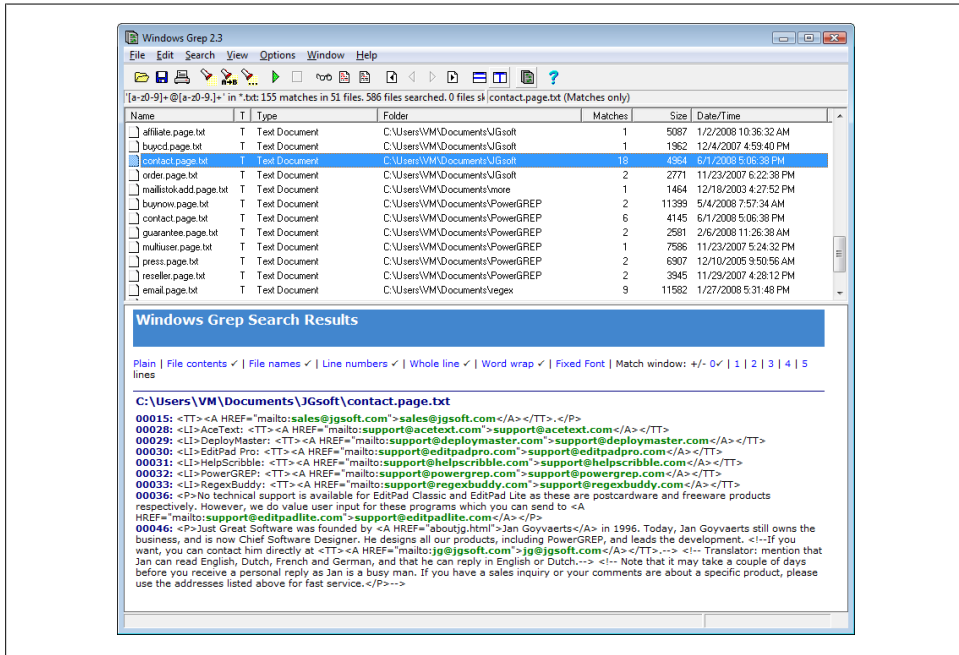 Windows Grep 2.3
File Edit Search View Options Window Help
'[a-z0-9]+@[a-z0-9.]+' in *.txt: 155 matches in 51 files. 586 files searched. 0 files sk contact.page.txt (Matches only)
Name T Type Folder Matches Size Date/Time
affiliate.page.txt T Text Document C:\Users\VM\Documents\JGsoft 1 5087 1/2/2008 10:36:32 AM
buycd.page.txt T Text Document C:\Users\VM\Documents\JGsoft 1 1962 12/4/2007 4:59:40 PM
contact.page.txt T Text Document C:\Users\VM\Documents\JGsoft 18 4964 6/1/2008 5:06:38 PM
order.page.txt T Text Document C:\Users\VM\Documents\JGsoft 2 2771 11/23/2007 6:22:38 PM
maillistokadd.page.txt T Text Document C:\Users\VM\Documents\more 1 1464 12/18/2003 4:27:52 PM
buynow.page.txt T Text Document C:\Users\VM\Documents\PowerGREP 2 11399 5/4/2008 7:57:34 AM
contact.page.txt T Text Document C:\Users\VM\Documents\PowerGREP 6 4145 6/1/2008 5:06:38 PM
guarantee.page.txt T Text Document C:\Users\VM\Documents\PowerGREP 2 2581 2/6/2008 11:26:38 AM
multiuser.page.txt T Text Document C:\Users\VM\Documents\PowerGREP 1 7586 11/23/2007 5:24:32 PM
press.page.txt T Text Document C:\Users\VM\Documents\PowerGREP 2 6907 12/10/2005 9:50:56 AM
reseller.page.txt T Text Document C:\Users\VM\Documents\PowerGREP 2 3945 11/29/2007 4:28:12 PM
email.page.txt T Text Document C:\Users\VM\Documents\regex 9 11582 1/27/2008 5:31:48 PM
Windows Grep Search Results
Plain | File contents ✓ | File names ✓ | Line numbers ✓ | Whole line ✓ | Word wrap ✓ | Fixed Font | Match window: +/- 0✓ | 1 | 2 | 3 | 4 | 5
lines
C:\Users\VM\Documents\JGsoft\contact.page.txt
00015: <TT><A HREF="mailto:sales@jgsoft.com">sales@jgsoft.com</A></TT>.</P>
00028: <LI>AceText: <TT><A HREF="mailto:support@acetext.com">support@acetext.com</A></TT>
00029: <LI>DeployMaster: <TT><A HREF="mailto:support@deploymaster.com">support@deploymaster.com</A></TT>
00030: <LI>EditPad Pro: <TT><A HREF="mailto:support@editpadpro.com">support@editpadpro.com</A></TT>
00031: <LI>HelpScribble: <TT><A HREF="mailto:support@helpscribble.com">support@helpscribble.com</A></TT>
00032: <LI>PowerGREP: <TT><A HREF="mailto:support@powergrep.com">support@powergrep.com</A></TT>
00033: <LI>RegexBuddy: <TT><A HREF="mailto:support@regexbuddy.com">support@regexbuddy.com</A></TT>
00036: <P>No technical support is available for EditPad Classic and EditPad Lite as these are postcardware and freeware products
respectively. However, we do value user input for these programs which you can send to <A
HREF="mailto:support@editpadlite.com">support@editpadlite.com</A></P>
00046: <P>Just Great Software was founded by <A HREF="aboutjg.html">Jan Goyvaerts</A> in 1996. Today, Jan Goyvaerts still owns the
business, and is now Chief Software Designer. He designs all our products, including PowerGREP, and leads the development. <!--If you
want, you can contact him directly at <TT><A HREF="mailto:jg@jgsoft.com">jg@jgsoft.com</A></TT>.--> <!-- Translator: mention that
Jan can read English, Dutch, French and German, and that he can reply in English or Dutch.--> <!-- Note that it may take a couple of days
before you receive a personal reply as Jan is a busy man. If you have a sales inquiry or your comments are about a specific product, please
use the addresses listed above for fast service.</P>-->